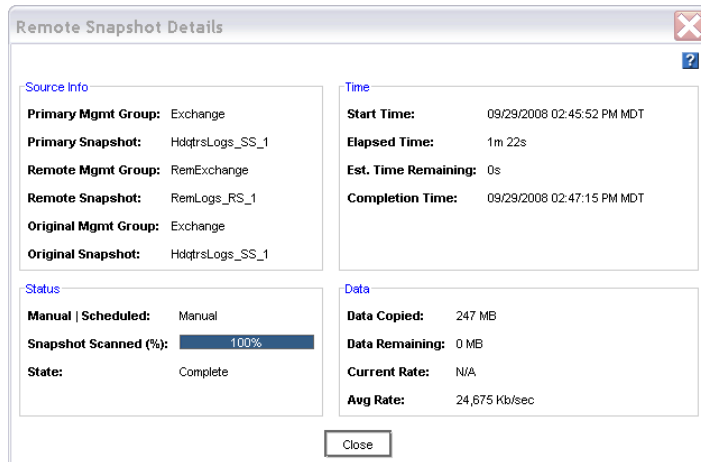 Remote Snapshot Details
?
Source Info
Primary Mgmt Group: Exchange
Primary Snapshot: HdqtrsLogs_SS_1
Remote Mgmt Group: RemExchange
Remote Snapshot: RemLogs_RS_1
Original Mgmt Group: Exchange
Original Snapshot: HdqtrsLogs_SS_1
Time
Start Time: 09/29/2008 02:45:52 PM MDT
Elapsed Time: 1m 22s
Est. Time Remaining: 0s
Completion Time: 09/29/2008 02:47:15 PM MDT
Status
Manual | Scheduled: Manual
Snapshot Scanned (%): 100%
State: Complete
Data
Data Copied: 247 MB
Data Remaining: 0 MB
Current Rate: N/A
Avg Rate: 24,675 Kb/sec
Close